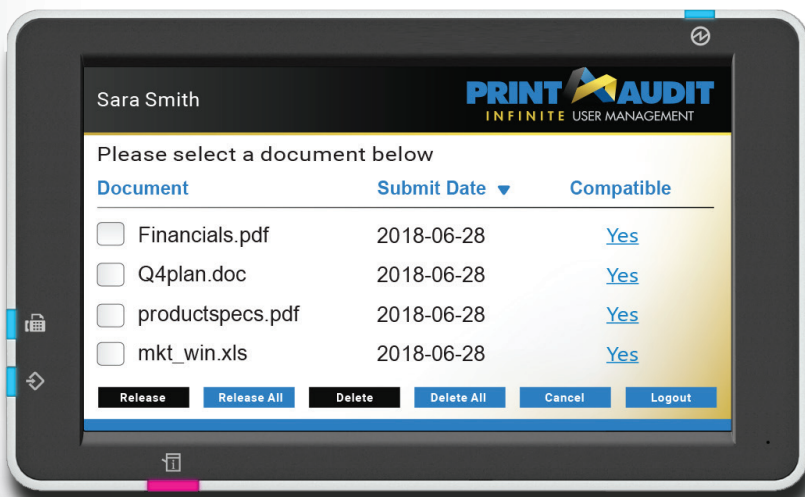 Sara Smith
PRINT AUDIT
INFINITE USER MANAGEMENT
Please select a document below
Document Submit Date ▼ Compatible
Financials.pdf 2018-06-28 Yes
Q4plan.doc 2018-06-28 Yes
productspecs.pdf 2018-06-28 Yes
mkt_win.xls 2018-06-28 Yes
Release Release All Delete Delete All Cancel Logout